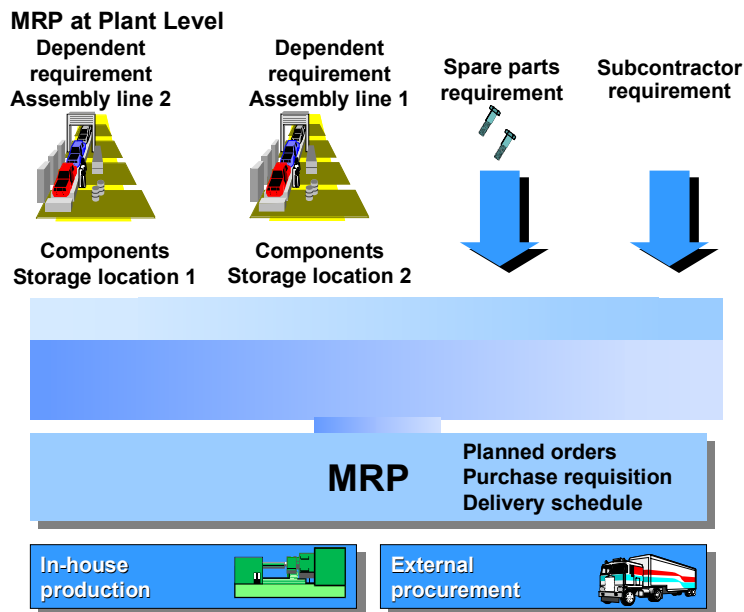 MRP at Plant Level
Dependent
requirement
Assembly line 2
Dependent
requirement
Assembly line 1
Spare parts
requirement
Subcontractor
requirement
Components
Storage location 1
Components
Storage location 2
MRP
Planned orders
Purchase requisition
Delivery schedule
In-house
production
External
procurement